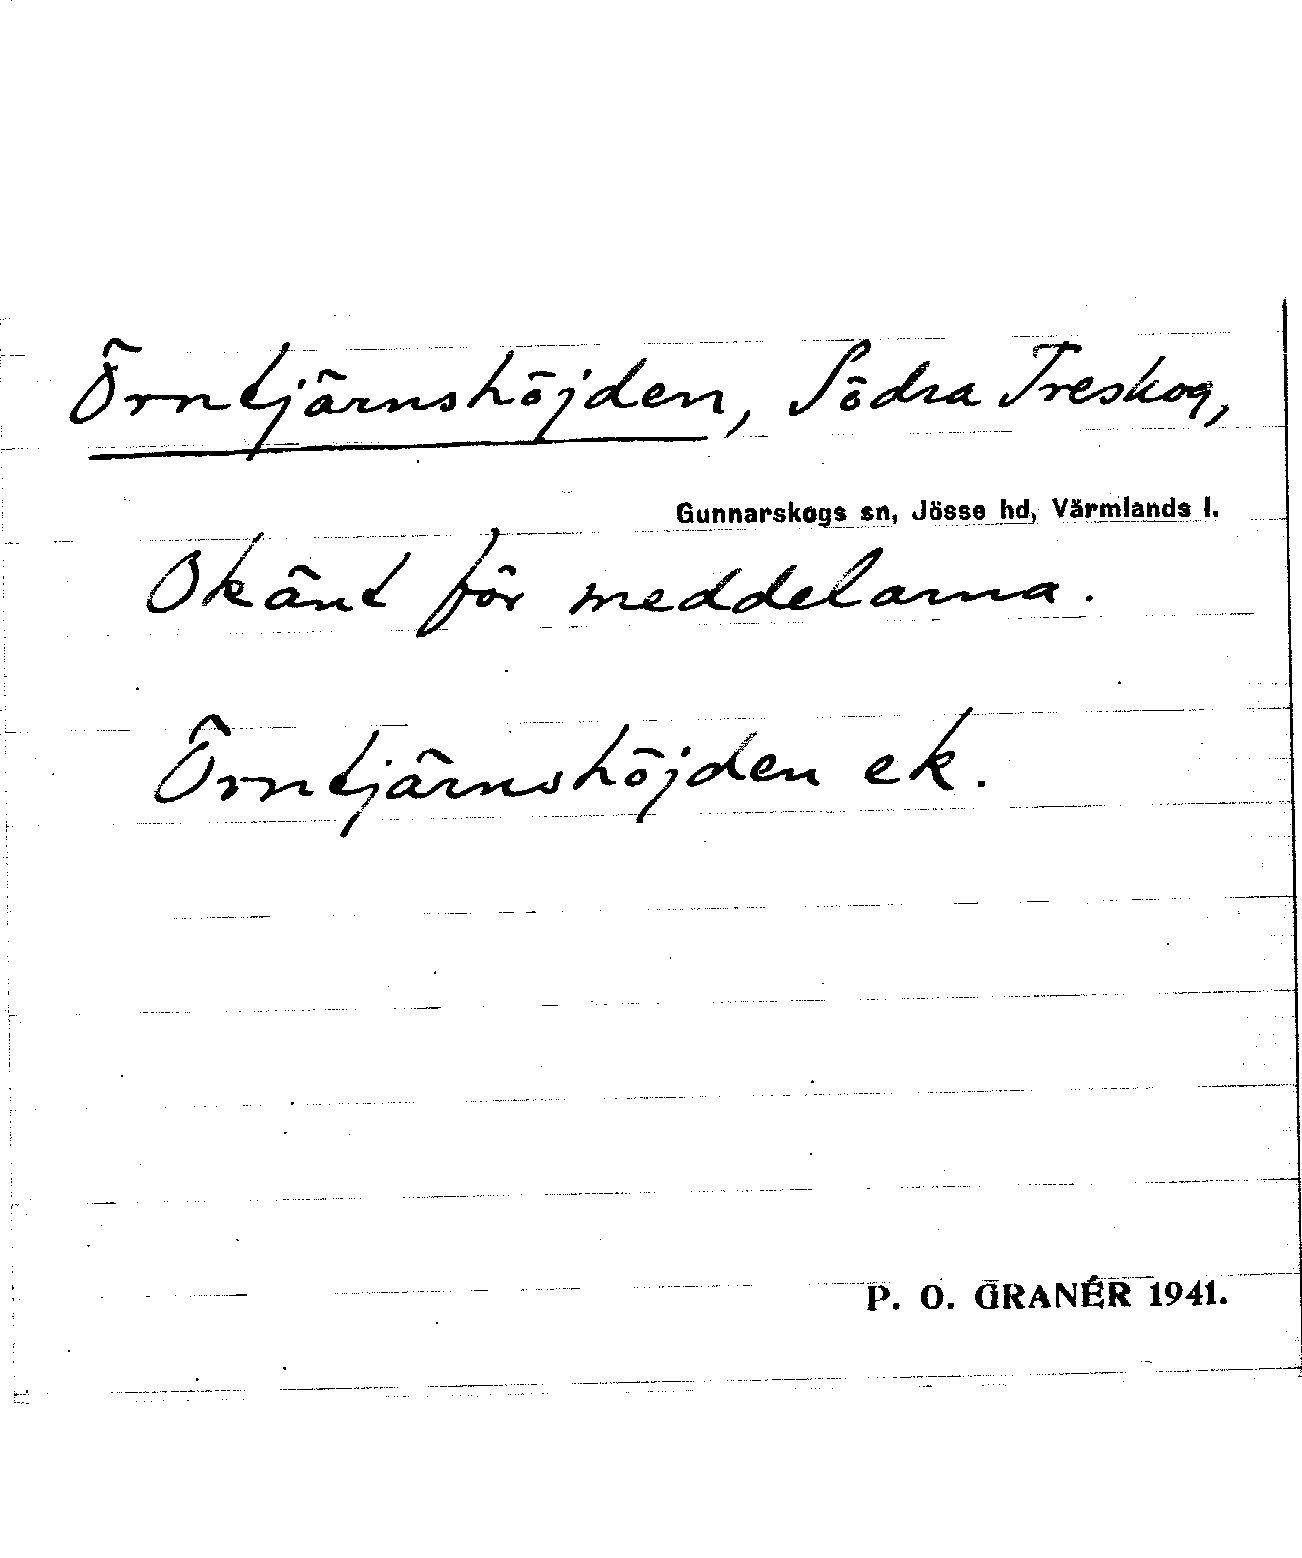 Örntjärnshöjden, Södra Treskog,
Gunnarskogs sn, Jösse hd, Värmlands l.
Okänt för meddelarna.
Örntjärnshöjden ek.
P. O. GRANÉR 1941.